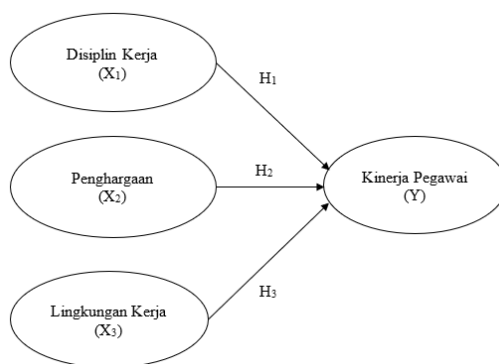 Disiplin Kerja
(X₁)
H₁
Penghargaan
(X₂)
H₂
Kinerja Pegawai
(Y)
H₃
Lingkungan Kerja
(X₃)